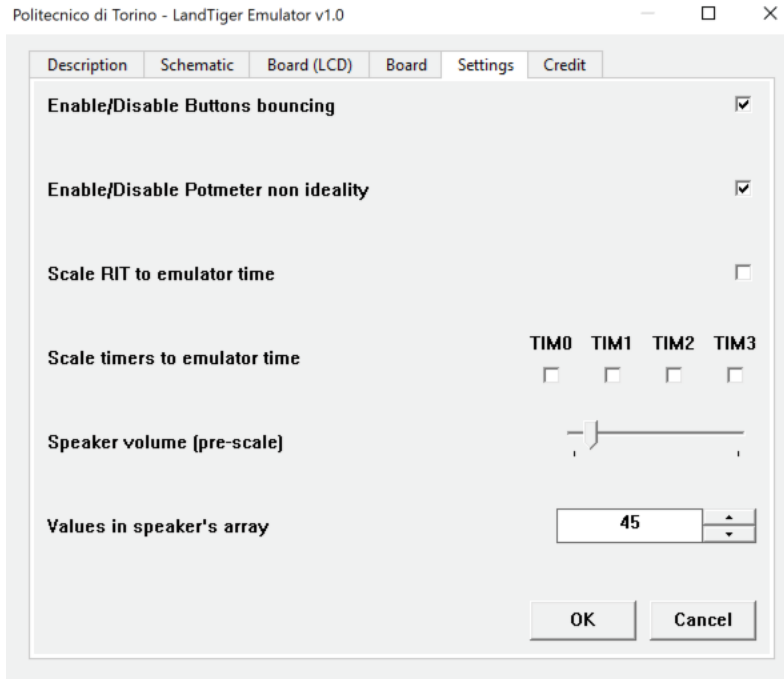 Politecnico di Torino - LandTiger Emulator v1.0
Description Schematic Board (LCD) Board Settings Credit
Enable/Disable Buttons bouncing
Enable/Disable Potmeter non ideality
Scale RIT to emulator time
TIM0 TIM1 TIM2 TIM3
Scale timers to emulator time
Speaker volume (pre-scale)
Values in speaker's array 45
OK Cancel